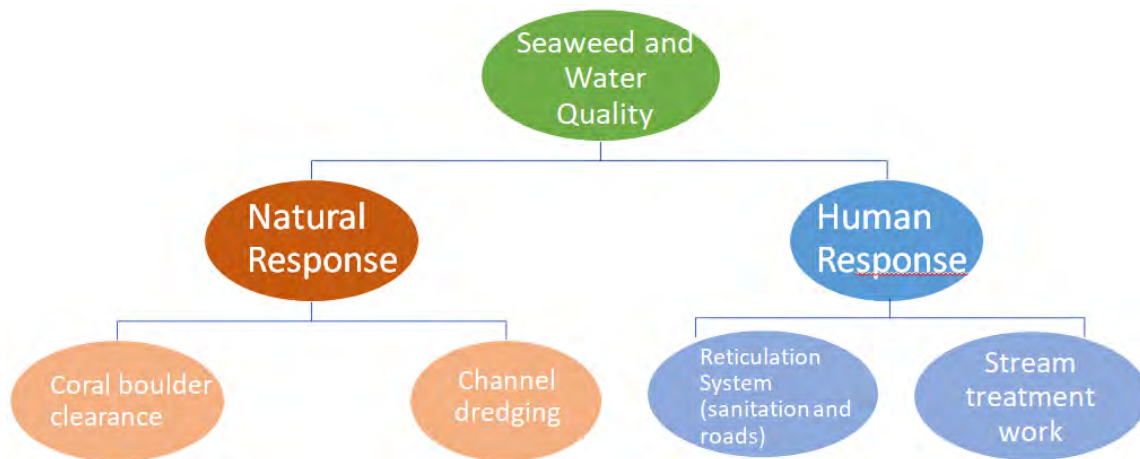 Seaweed and
Water
Quality
Natural
Response
Human
Response
Coral boulder
clearance
Channel
dredging
Reticulation
System
(sanitation and
roads)
Stream
treatment
work